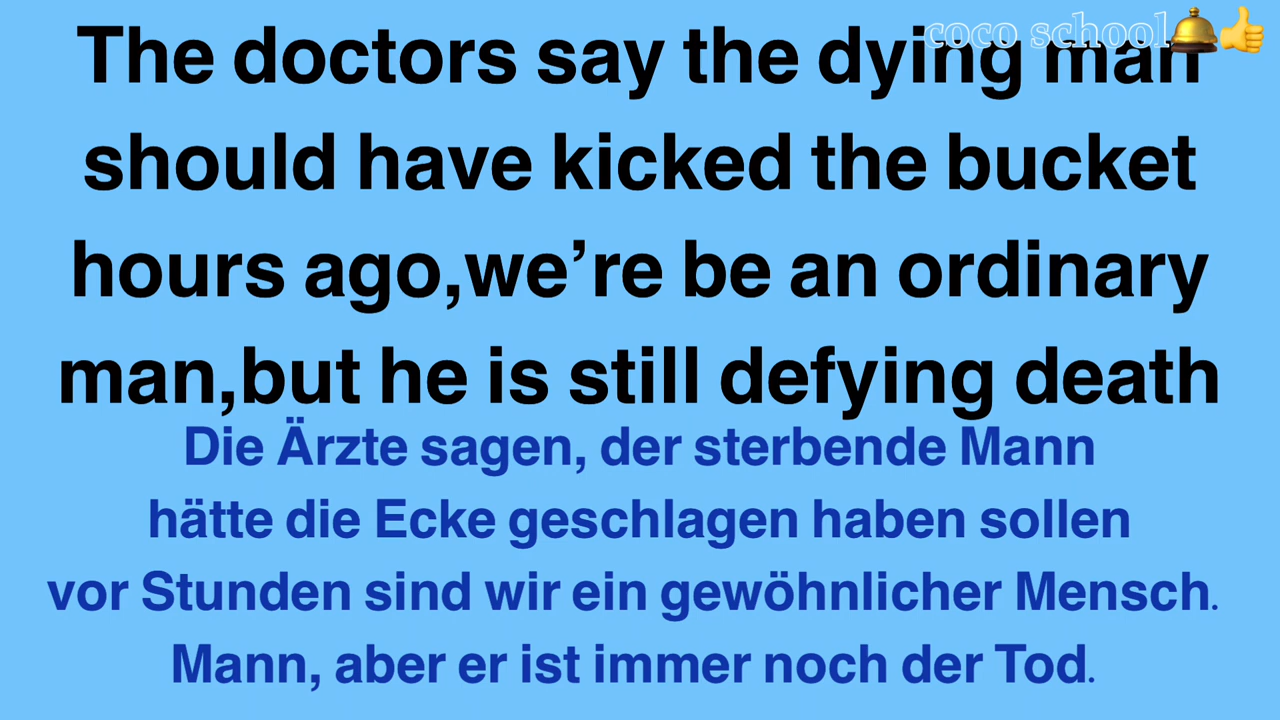 coco school🛎👍
The doctors say the dying man
should have kicked the bucket
hours ago,we’re be an ordinary
man,but he is still defying death
Die Ärzte sagen, der sterbende Mann
hätte die Ecke geschlagen haben sollen
vor Stunden sind wir ein gewöhnlicher Mensch.
Mann, aber er ist immer noch der Tod.